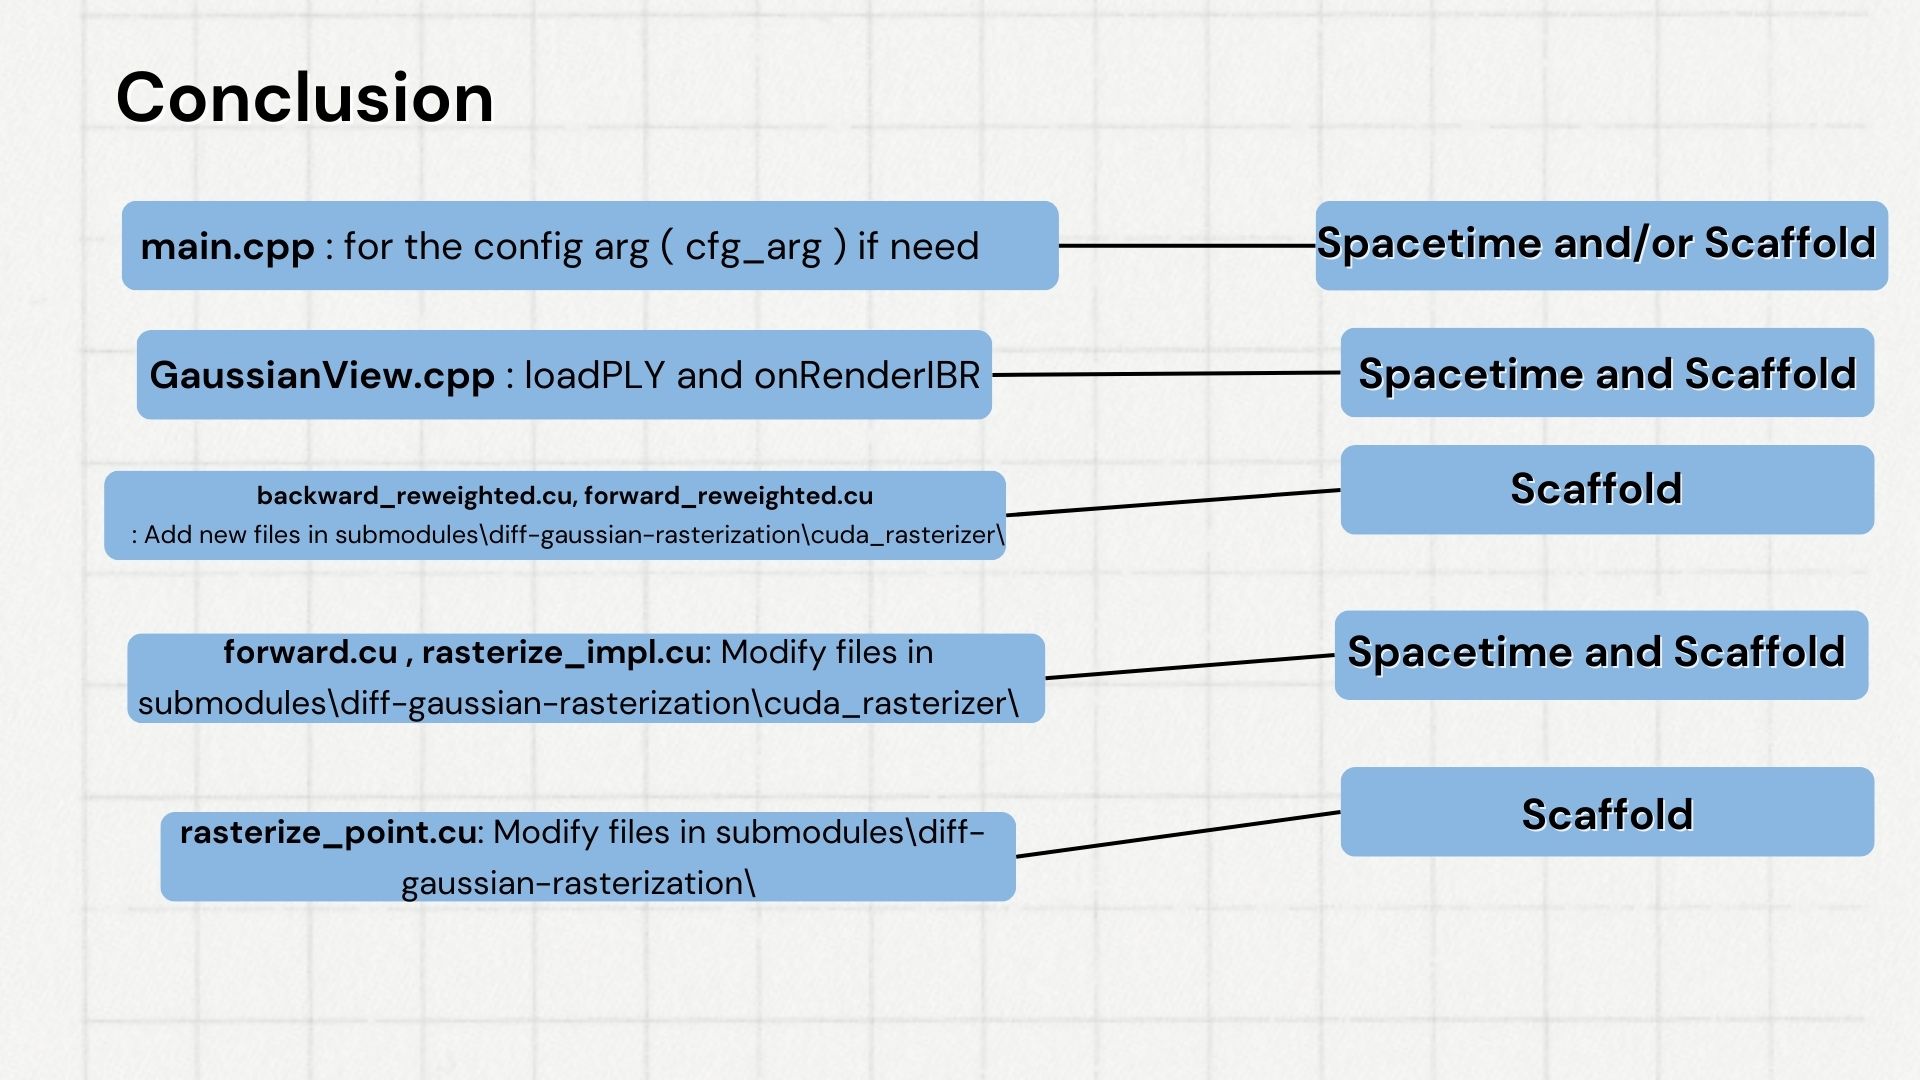 Conclusion
main.cpp : for the config arg ( cfg_arg ) if need
Spacetime and/or Scaffold
GaussianView.cpp : loadPLY and onRenderIBR
Spacetime and Scaffold
backward_reweighted.cu, forward_reweighted.cu
: Add new files in submodules\diff-gaussian-rasterization\cuda_rasterizer\
Scaffold
forward.cu , rasterize_impl.cu: Modify files in
submodules\diff-gaussian-rasterization\cuda_rasterizer\
Spacetime and Scaffold
rasterize_point.cu: Modify files in submodules\diff-
gaussian-rasterization\
Scaffold